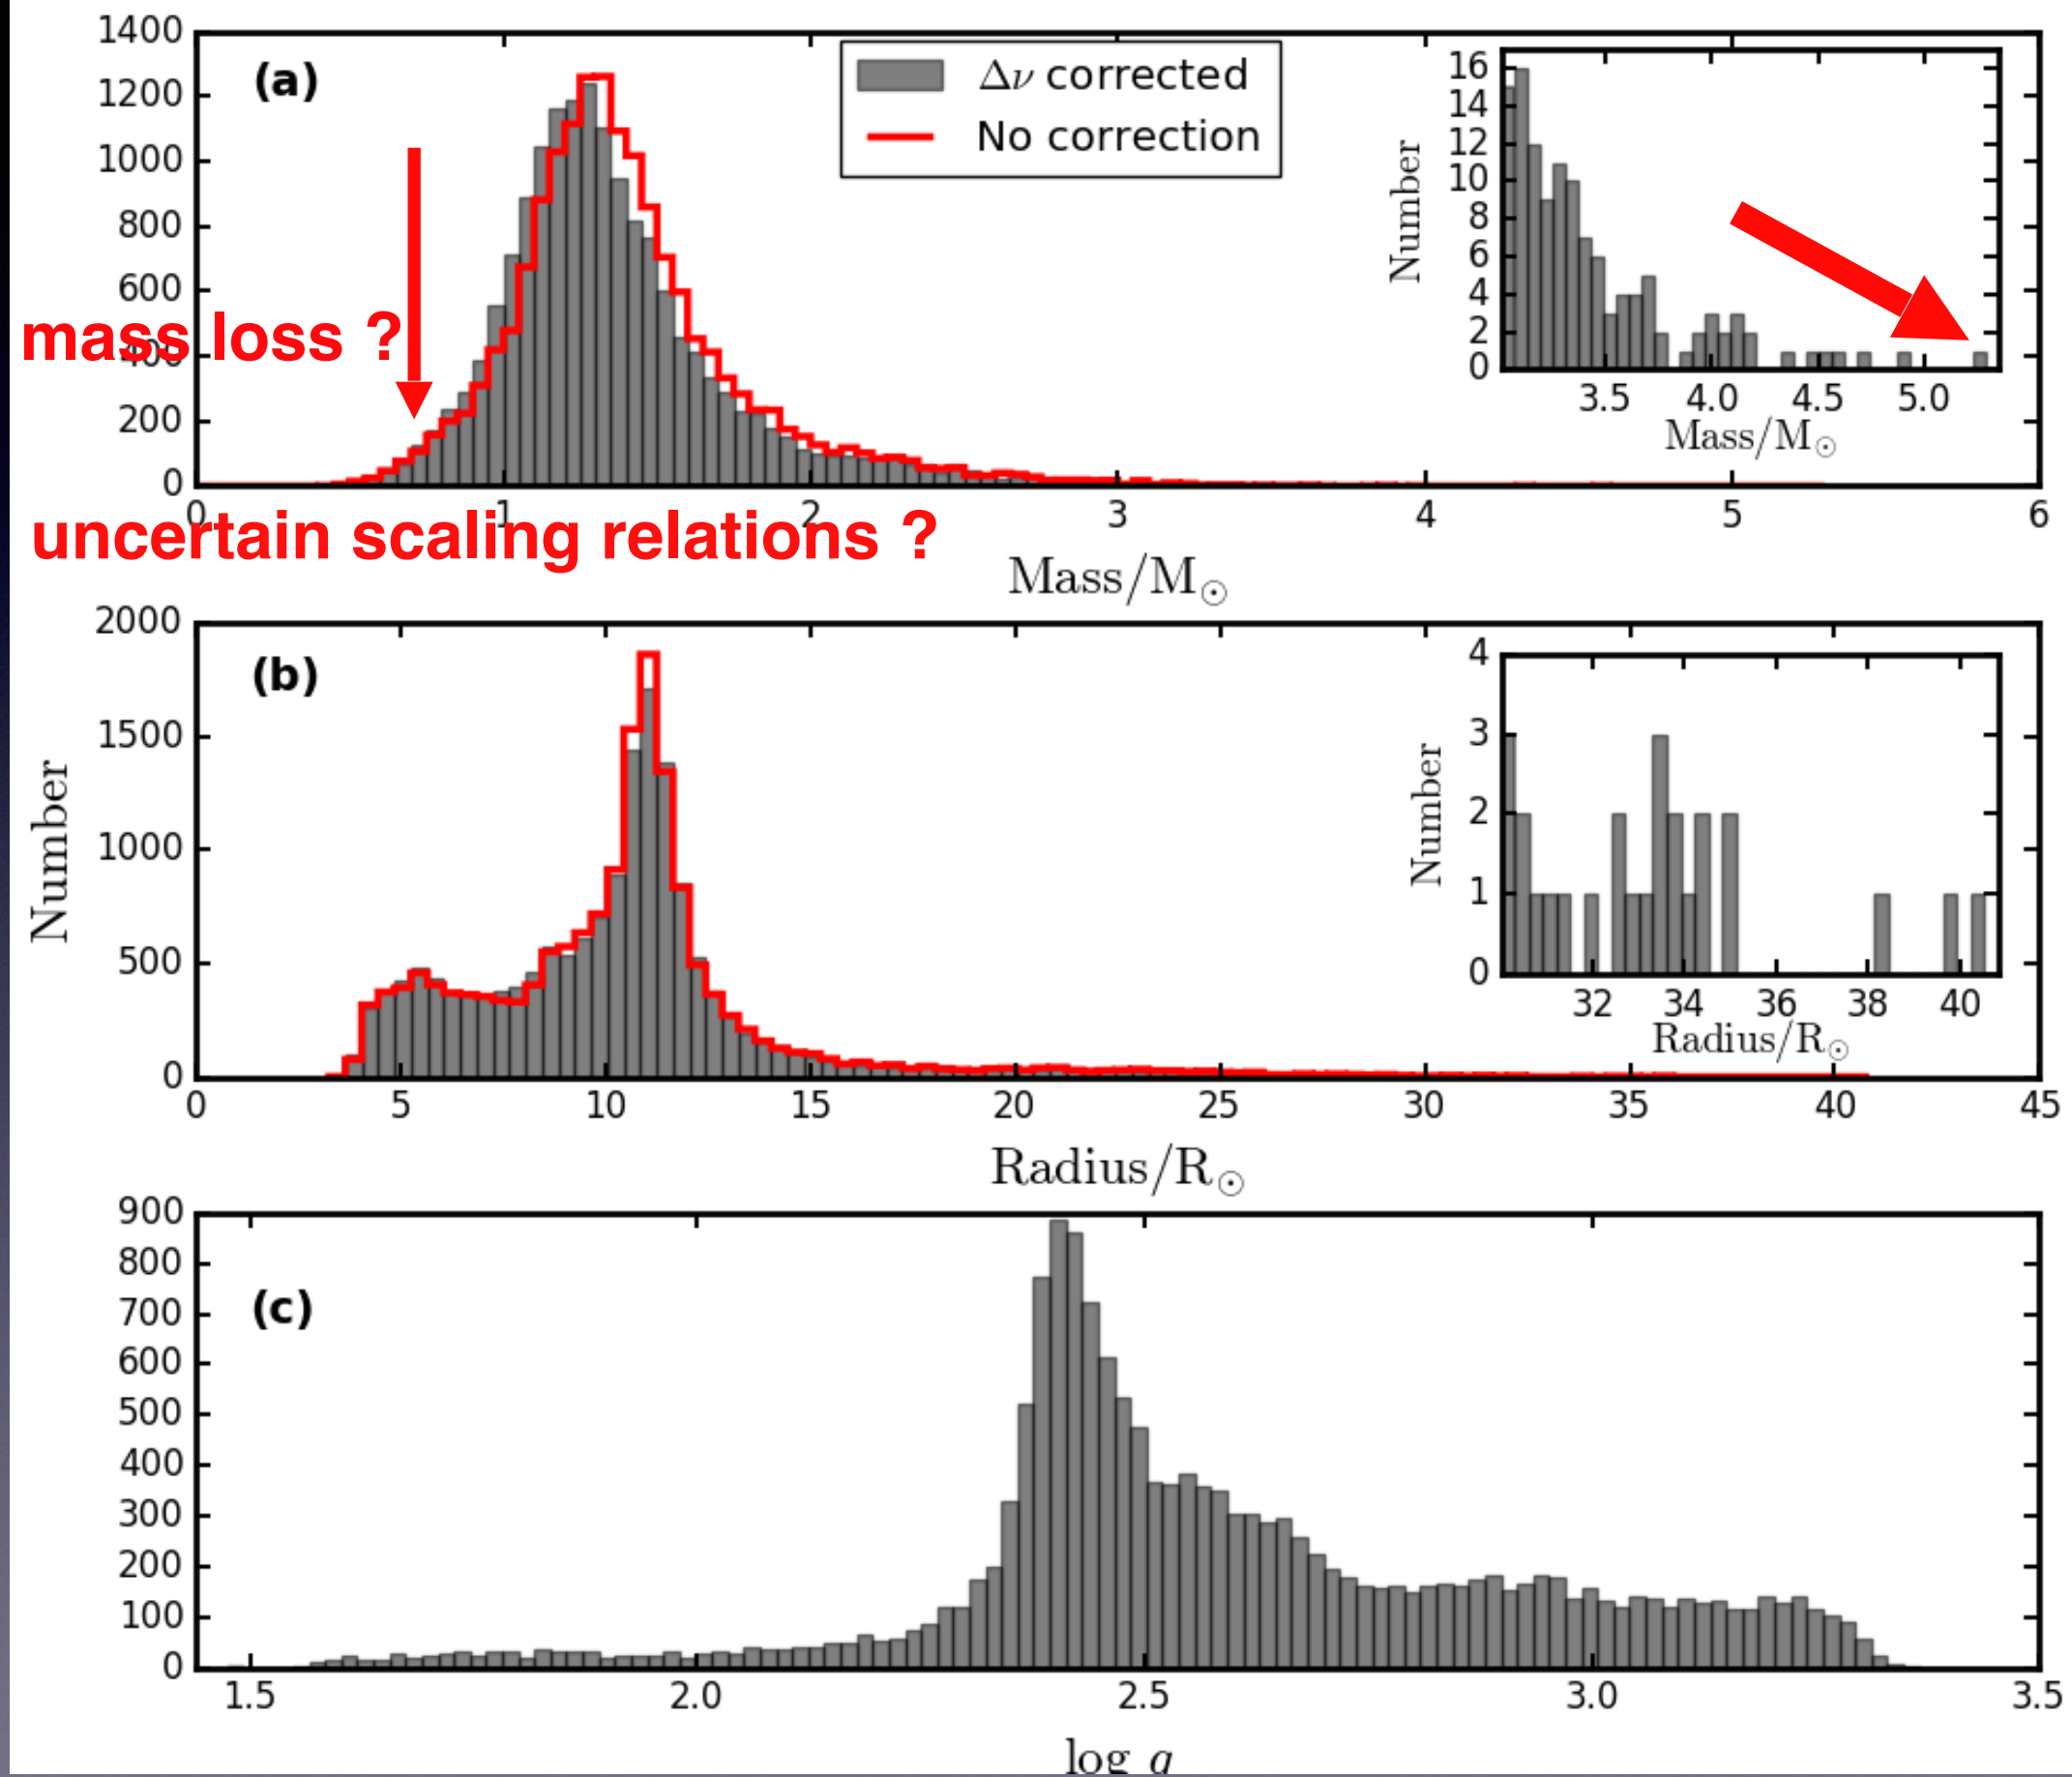 (a)
Δν corrected
No correction
1400
1200
1000
800
600
400
200
0
mass loss ?
0 1 2 3 4 5 6
uncertain scaling relations ?
Mass/M☉
Number
16
14
12
10
8
6
4
2
0
3.5 4.0 4.5 5.0
Mass/M☉
(b)
Number
2000
1500
1000
500
0
0 5 10 15 20 25 30 35 40 45
Radius/R☉
Number
4
3
2
1
0
32 34 36 38 40
Radius/R☉
(c)
900
800
700
600
500
400
300
200
100
0
1.5 2.0 2.5 3.0 3.5
log g